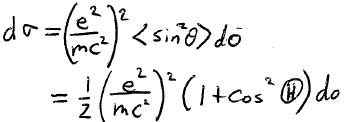 dσ = (e²/mc²)² <sin²θ> do
= 1/2 (e²/mc²)² (1+cos² Ⓗ) do